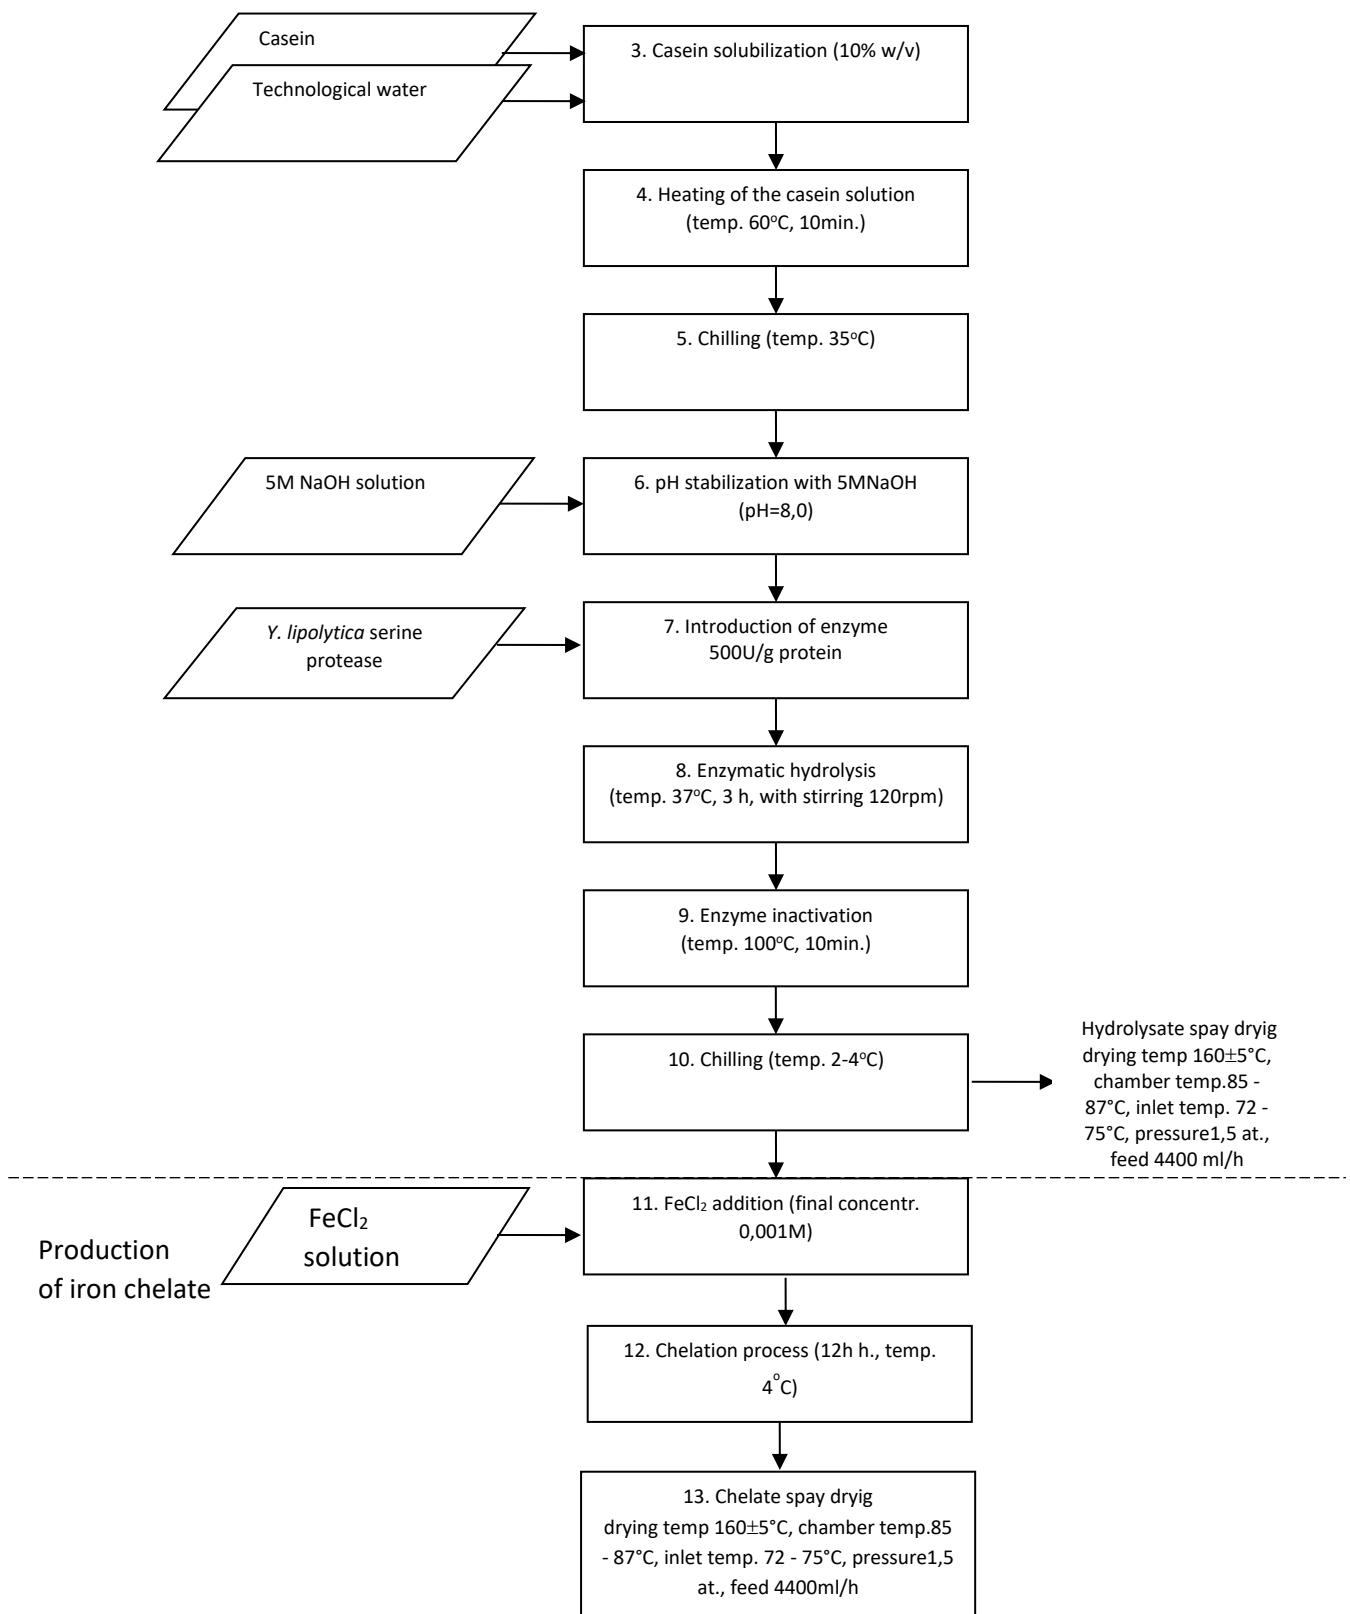 Casein
Technological water
3. Casein solubilization (10% w/v)
4. Heating of the casein solution
(temp. 60°C, 10min.)
5. Chilling (temp. 35°C)
5M NaOH solution
6. pH stabilization with 5MNaOH
(pH=8,0)
Y. lipolytica serine
protease
7. Introduction of enzyme
500U/g protein
8. Enzymatic hydrolysis
(temp. 37°C, 3 h, with stirring 120rpm)
9. Enzyme inactivation
(temp. 100°C, 10min.)
10. Chilling (temp. 2-4°C)
Hydrolysate spay dryig
drying temp 160±5°C,
chamber temp.85 -
87°C, inlet temp. 72 -
75°C, pressure1,5 at.,
feed 4400 ml/h
Production
of iron chelate
FeCl₂
solution
11. FeCl₂ addition (final concentr.
0,001M)
12. Chelation process (12h h., temp.
4°C)
13. Chelate spay dryig
drying temp 160±5°C, chamber temp.85
- 87°C, inlet temp. 72 - 75°C, pressure1,5
at., feed 4400ml/h